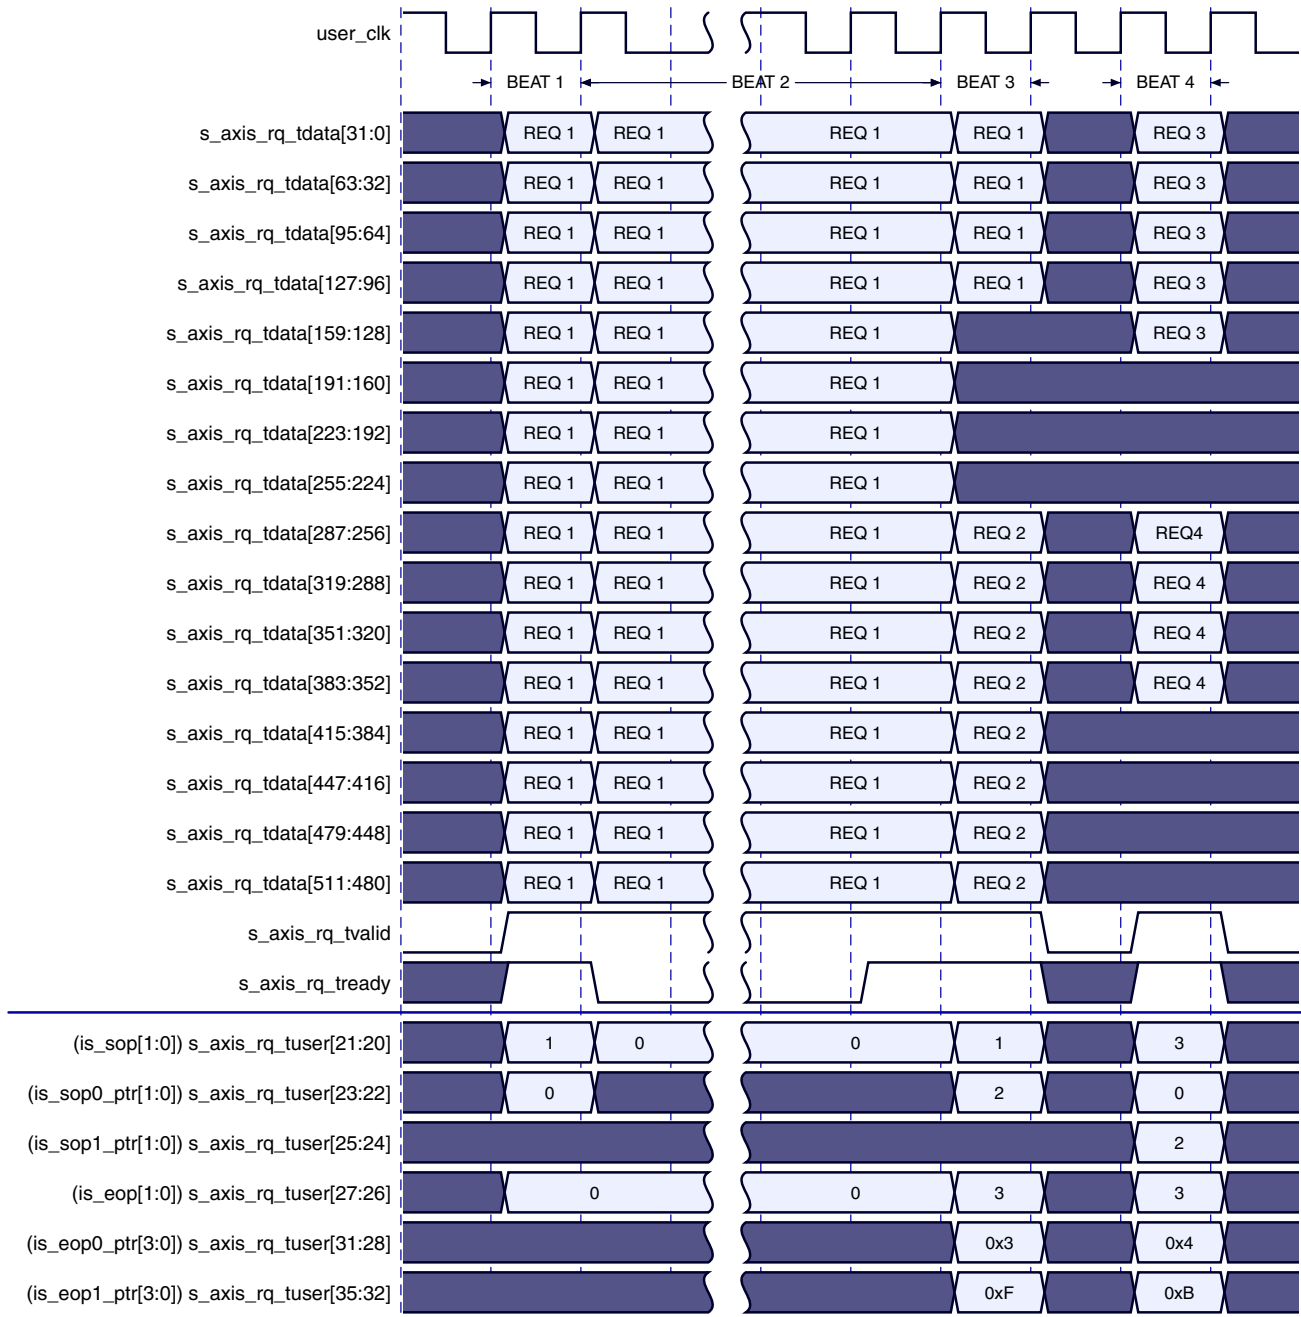 user_clk
BEAT 1 BEAT 2 BEAT 3 BEAT 4
s_axis_rq_tdata[31:0] REQ 1 REQ 1 REQ 1 REQ 1 REQ 3
s_axis_rq_tdata[63:32] REQ 1 REQ 1 REQ 1 REQ 1 REQ 3
s_axis_rq_tdata[95:64] REQ 1 REQ 1 REQ 1 REQ 1 REQ 3
s_axis_rq_tdata[127:96] REQ 1 REQ 1 REQ 1 REQ 1 REQ 3
s_axis_rq_tdata[159:128] REQ 1 REQ 1 REQ 1 REQ 3
s_axis_rq_tdata[191:160] REQ 1 REQ 1 REQ 1
s_axis_rq_tdata[223:192] REQ 1 REQ 1 REQ 1
s_axis_rq_tdata[255:224] REQ 1 REQ 1 REQ 1
s_axis_rq_tdata[287:256] REQ 1 REQ 1 REQ 1 REQ 2 REQ4
s_axis_rq_tdata[319:288] REQ 1 REQ 1 REQ 1 REQ 2 REQ 4
s_axis_rq_tdata[351:320] REQ 1 REQ 1 REQ 1 REQ 2 REQ 4
s_axis_rq_tdata[383:352] REQ 1 REQ 1 REQ 1 REQ 2 REQ 4
s_axis_rq_tdata[415:384] REQ 1 REQ 1 REQ 1 REQ 2
s_axis_rq_tdata[447:416] REQ 1 REQ 1 REQ 1 REQ 2
s_axis_rq_tdata[479:448] REQ 1 REQ 1 REQ 1 REQ 2
s_axis_rq_tdata[511:480] REQ 1 REQ 1 REQ 1 REQ 2
s_axis_rq_tvalid
s_axis_rq_tready
(is_sop[1:0]) s_axis_rq_tuser[21:20] 1 0 0 1 3
(is_sop0_ptr[1:0]) s_axis_rq_tuser[23:22] 0 2 0
(is_sop1_ptr[1:0]) s_axis_rq_tuser[25:24] 2
(is_eop[1:0]) s_axis_rq_tuser[27:26] 0 0 3 3
(is_eop0_ptr[3:0]) s_axis_rq_tuser[31:28] 0x3 0x4
(is_eop1_ptr[3:0]) s_axis_rq_tuser[35:32] 0xF 0xB